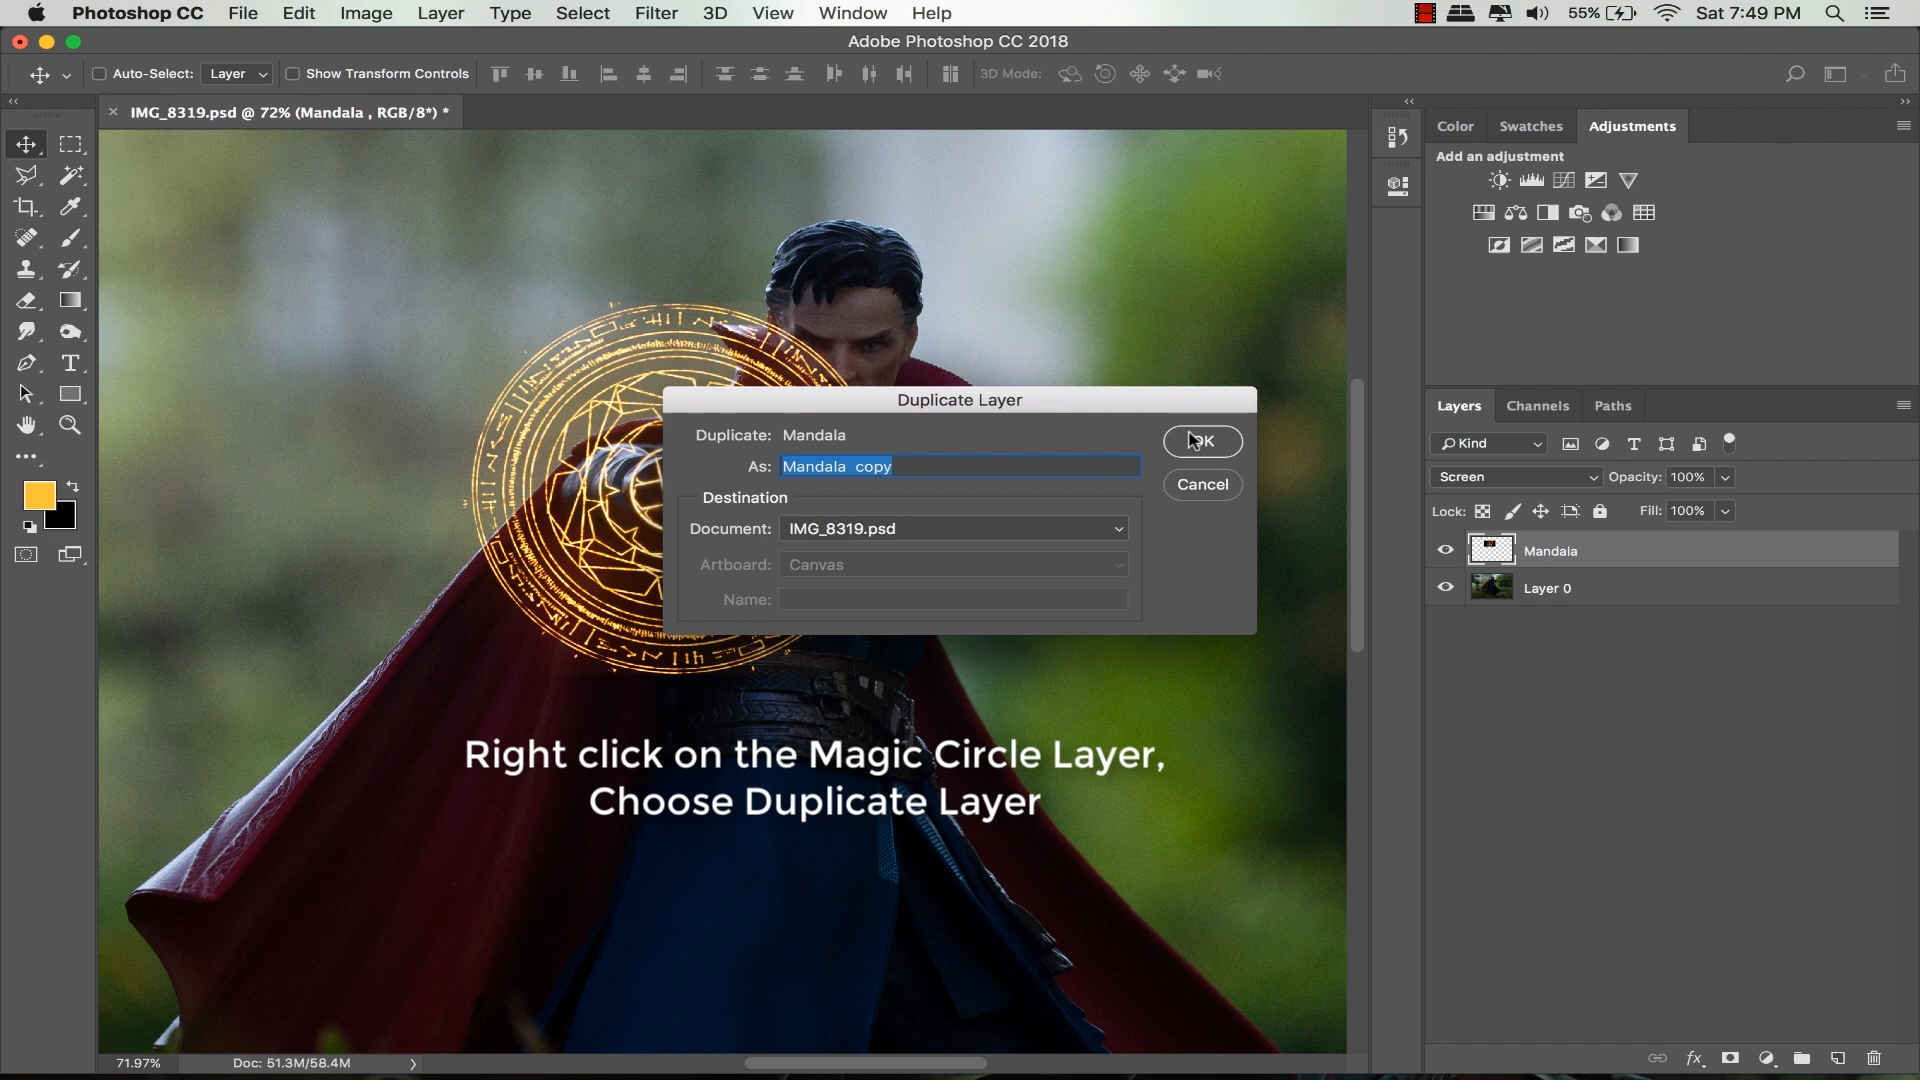 Photoshop CC File Edit Image Layer Type Select Filter 3D View Window Help 55% Sat 7:49 PM
Adobe Photoshop CC 2018
Auto-Select: Layer Show Transform Controls 3D Mode:
IMG_8319.psd @ 72% (Mandala , RGB/8*) *
Color Swatches Adjustments
Add an adjustment
Duplicate Layer
Duplicate: Mandala
OK
As: Mandala copy
Cancel
Destination
Document: IMG_8319.psd
Artboard: Canvas
Name:
Layers Channels Paths
Kind
Screen Opacity: 100%
Lock: Fill: 100%
Mandala
Layer 0
Right click on the Magic Circle Layer,
Choose Duplicate Layer
71.97% Doc: 51.3M/58.4M
fx